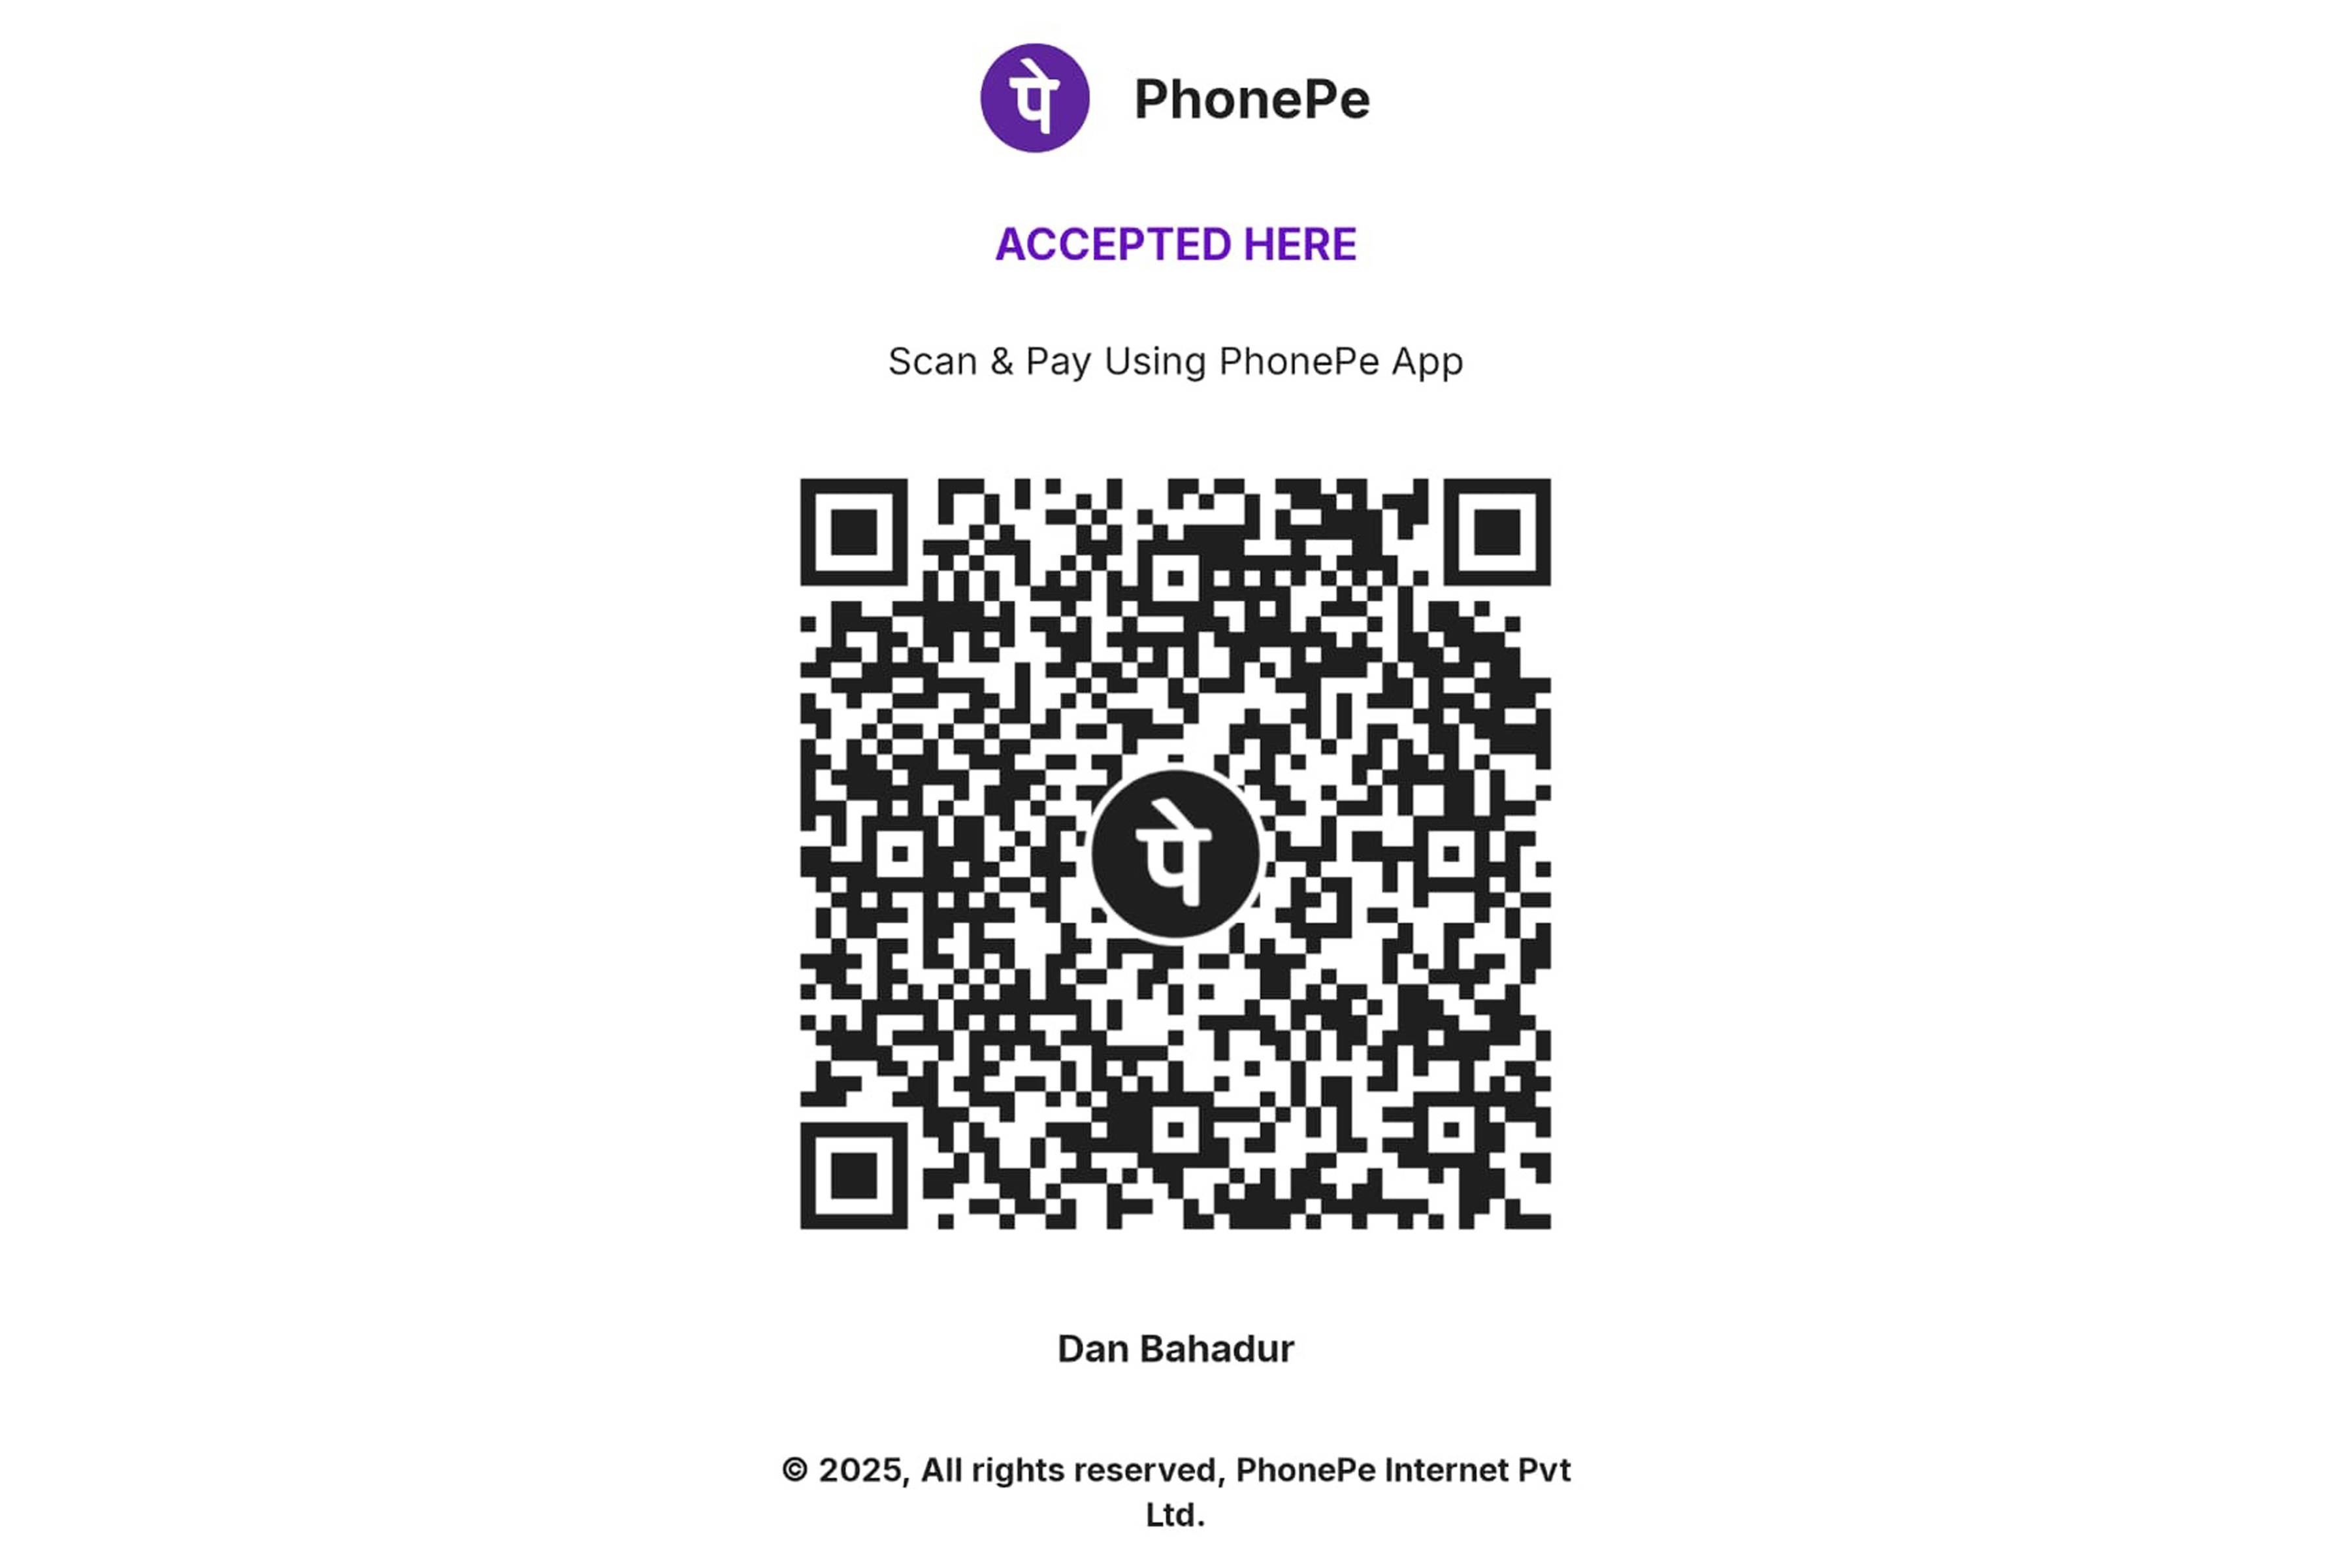 पे PhonePe
ACCEPTED HERE
Scan & Pay Using PhonePe App
पे
Dan Bahadur
© 2025, All rights reserved, PhonePe Internet Pvt
Ltd.